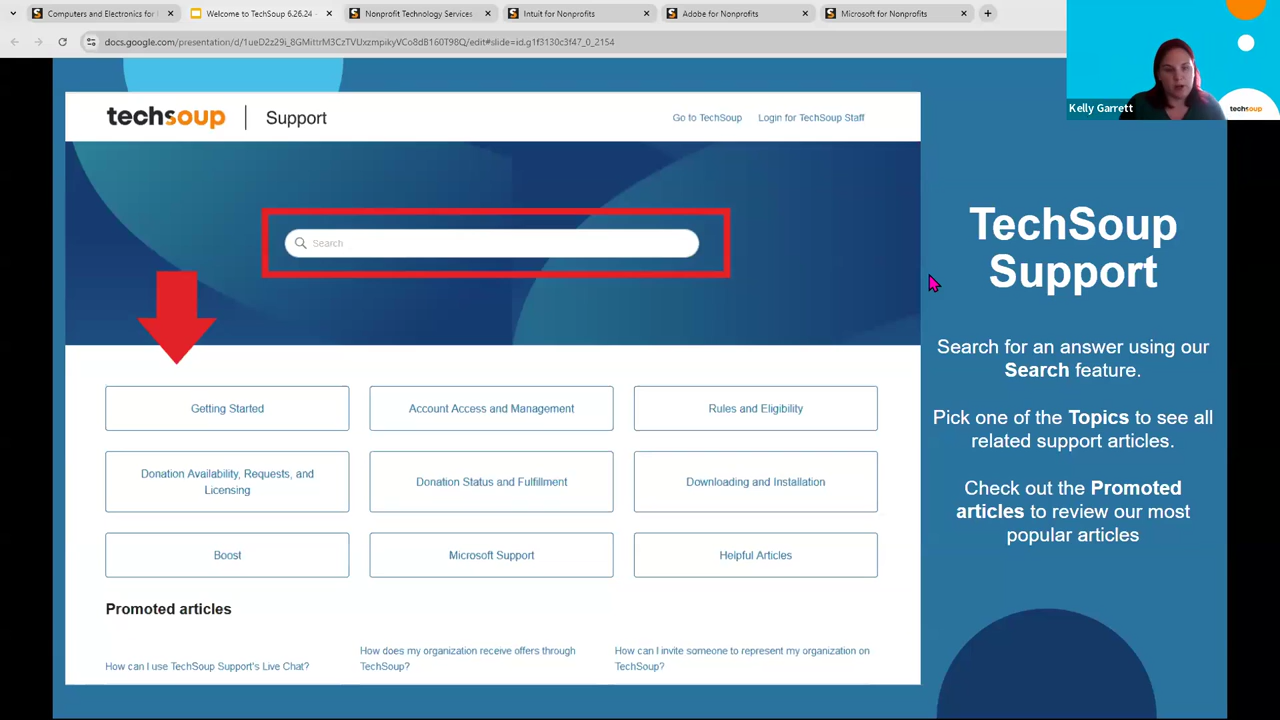 Computers and Electronics for
Welcome to TechSoup 6.26.24 -
Nonprofit Technology Services
Intuit for Nonprofits
Adobe for Nonprofits
Microsoft for Nonprofits
docs.google.com/presentation/d/1ueD2z29i_8GMittrM3CzTVUxzmpikyVCo8dB160T98Q/edit#slide=id.g1f3130c3f47_0_2154
Kelly Garrett
techsoup
techsoup | Support
Go to TechSoup
Login for TechSoup Staff
Search
Getting Started
Account Access and Management
Rules and Eligibility
Donation Availability, Requests, and
Licensing
Donation Status and Fulfillment
Downloading and Installation
Boost
Microsoft Support
Helpful Articles
Promoted articles
How can I use TechSoup Support's Live Chat?
How does my organization receive offers through
TechSoup?
How can I invite someone to represent my organization on
TechSoup?
TechSoup
Support
Search for an answer using our
Search feature.
Pick one of the Topics to see all
related support articles.
Check out the Promoted
articles to review our most
popular articles